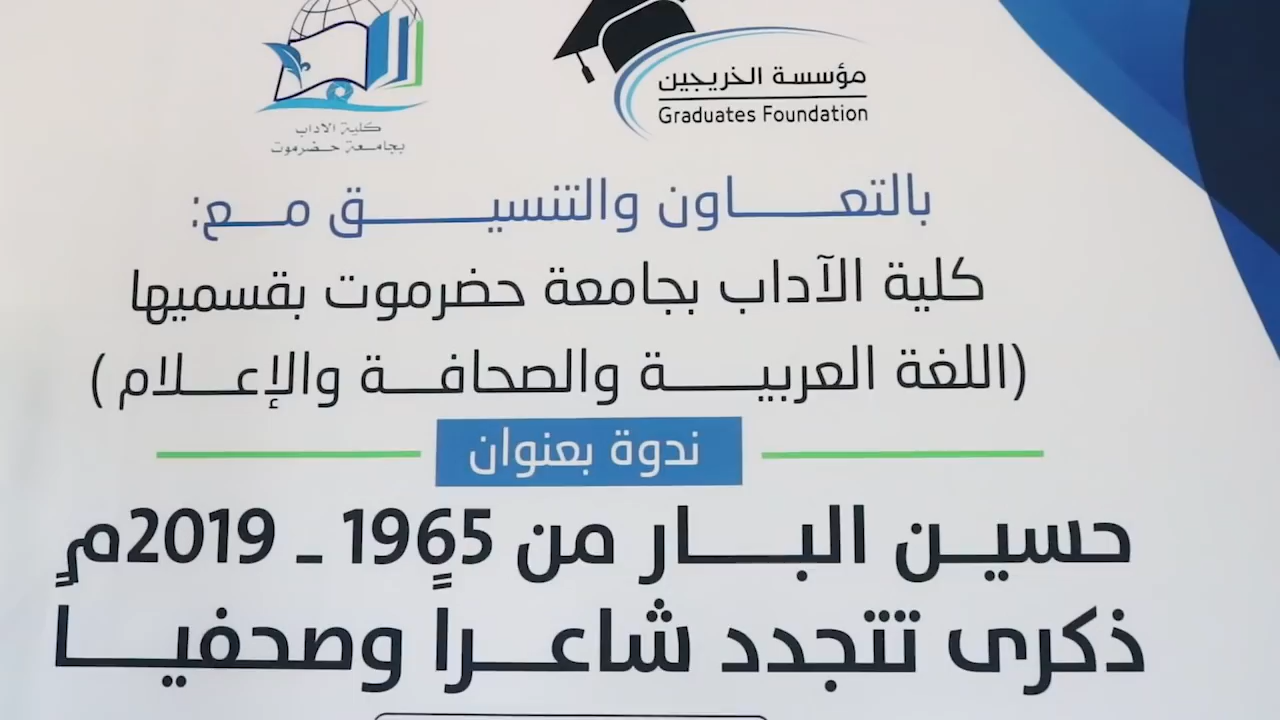 مؤسسة الخريجين
Graduates Foundation
كلية الاداب
بجامعة حضرموت
بالتعاون والتنسيق مع:
كلية الآداب بجامعة حضرموت بقسميها
(اللغة العربية والصحافة والإعلام )
ندوة بعنوان
حسين البار من 1965 - 2019م
ذكرى تتجدد شاعراً وصحفياً